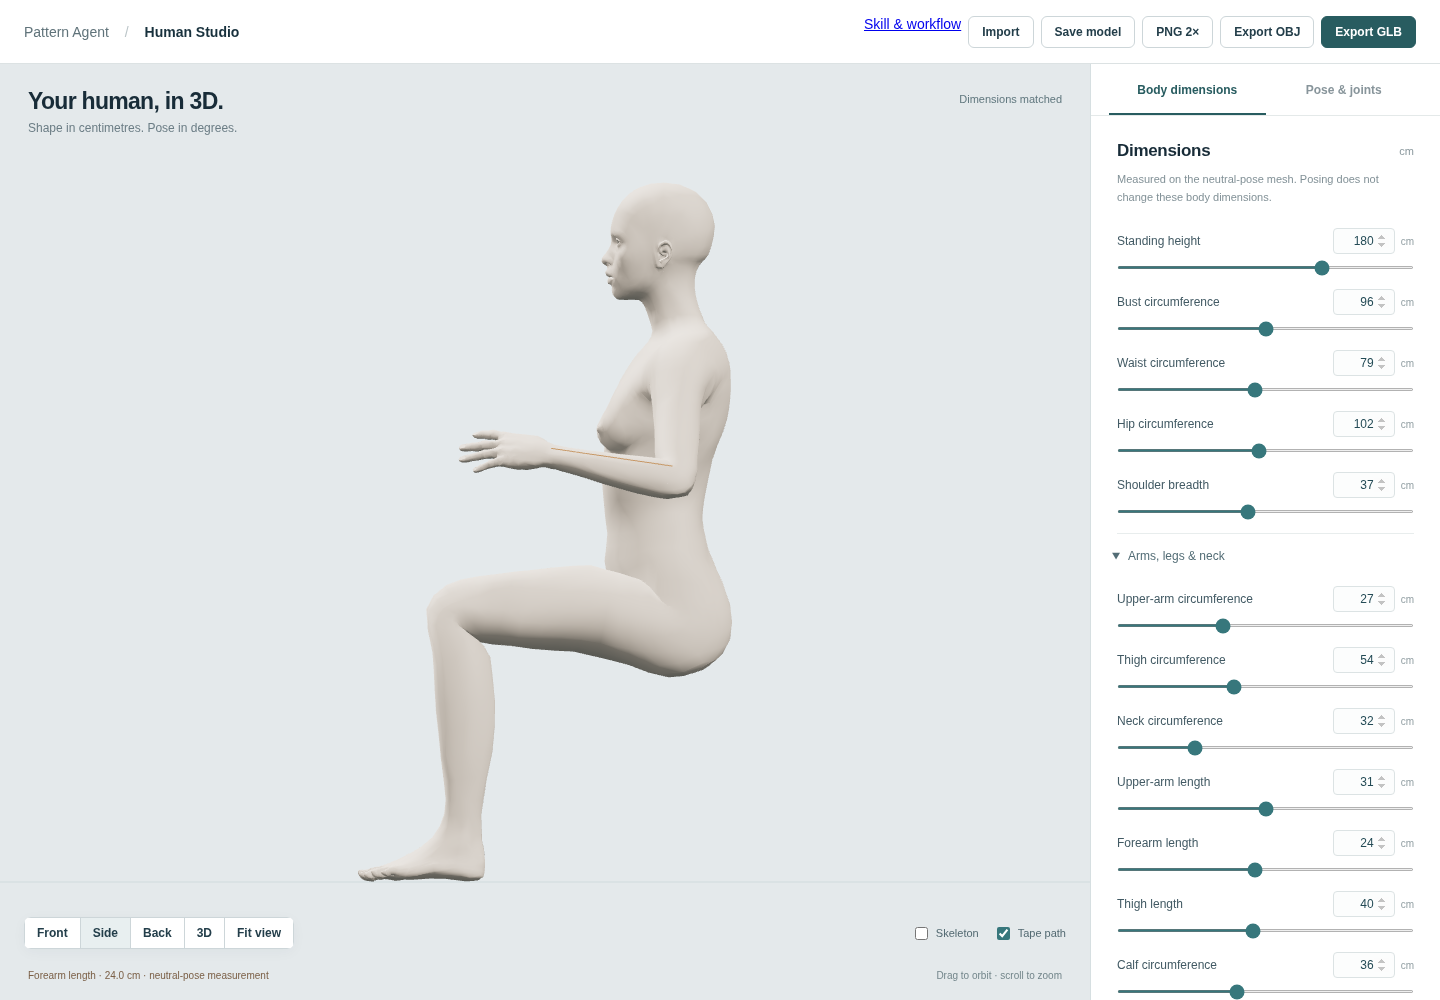 Pattern Agent / Human Studio
Skill & workflow
Import
Save model
PNG 2×
Export OBJ
Export GLB
Your human, in 3D.
Shape in centimetres. Pose in degrees.
Dimensions matched
Body dimensions
Pose & joints
Dimensions
cm
Measured on the neutral-pose mesh. Posing does not
change these body dimensions.
Standing height 180 cm
Bust circumference 96 cm
Waist circumference 79 cm
Hip circumference 102 cm
Shoulder breadth 37 cm
Arms, legs & neck
Upper-arm circumference 27 cm
Thigh circumference 54 cm
Neck circumference 32 cm
Upper-arm length 31 cm
Forearm length 24 cm
Thigh length 40 cm
Calf circumference 36 cm
Front
Side
Back
3D
Fit view
Skeleton
Tape path
Forearm length · 24.0 cm · neutral-pose measurement
Drag to orbit · scroll to zoom